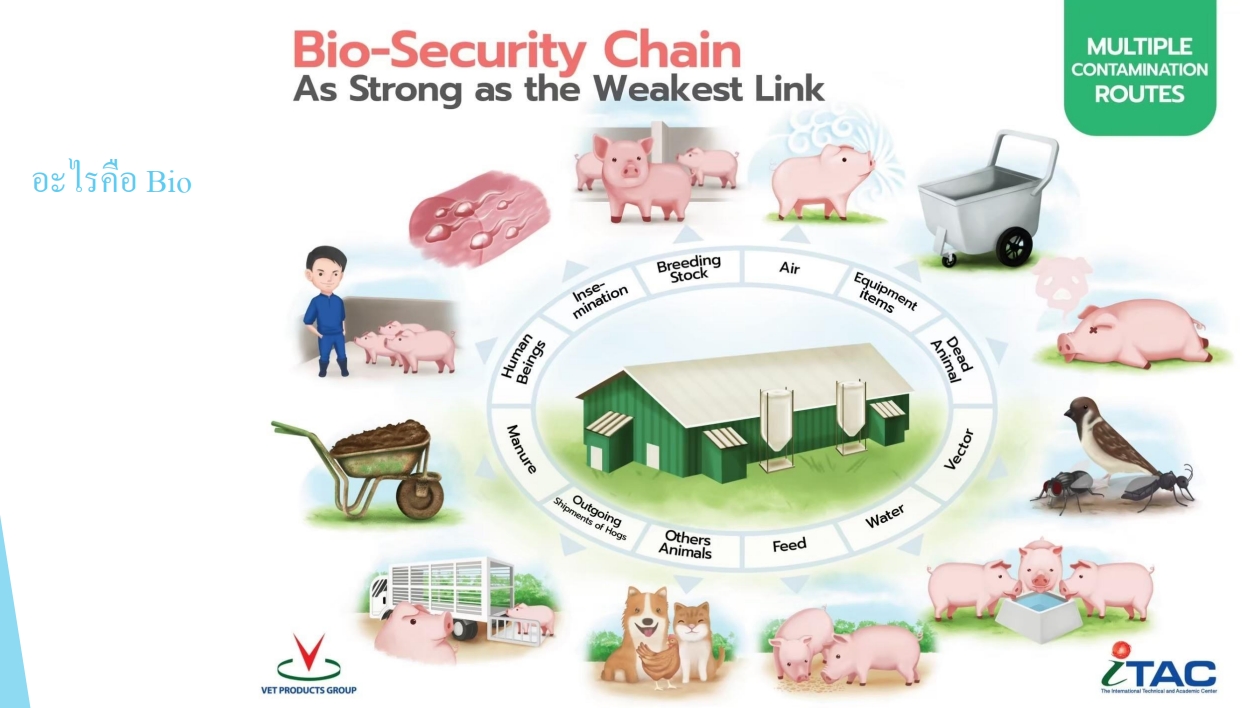 Bio-Security Chain
As Strong as the Weakest Link
MULTIPLE
CONTAMINATION
ROUTES
อะไรคือ Bio
Breeding
Stock
Air
Equipment
items
Dead
Animal
Vector
Water
Feed
Others
Animals
Outgoing
Shipments of Hogs
Manure
Human
Beings
Inse-
mination
VET PRODUCTS GROUP
iTAC
The International Technical and Academic Center